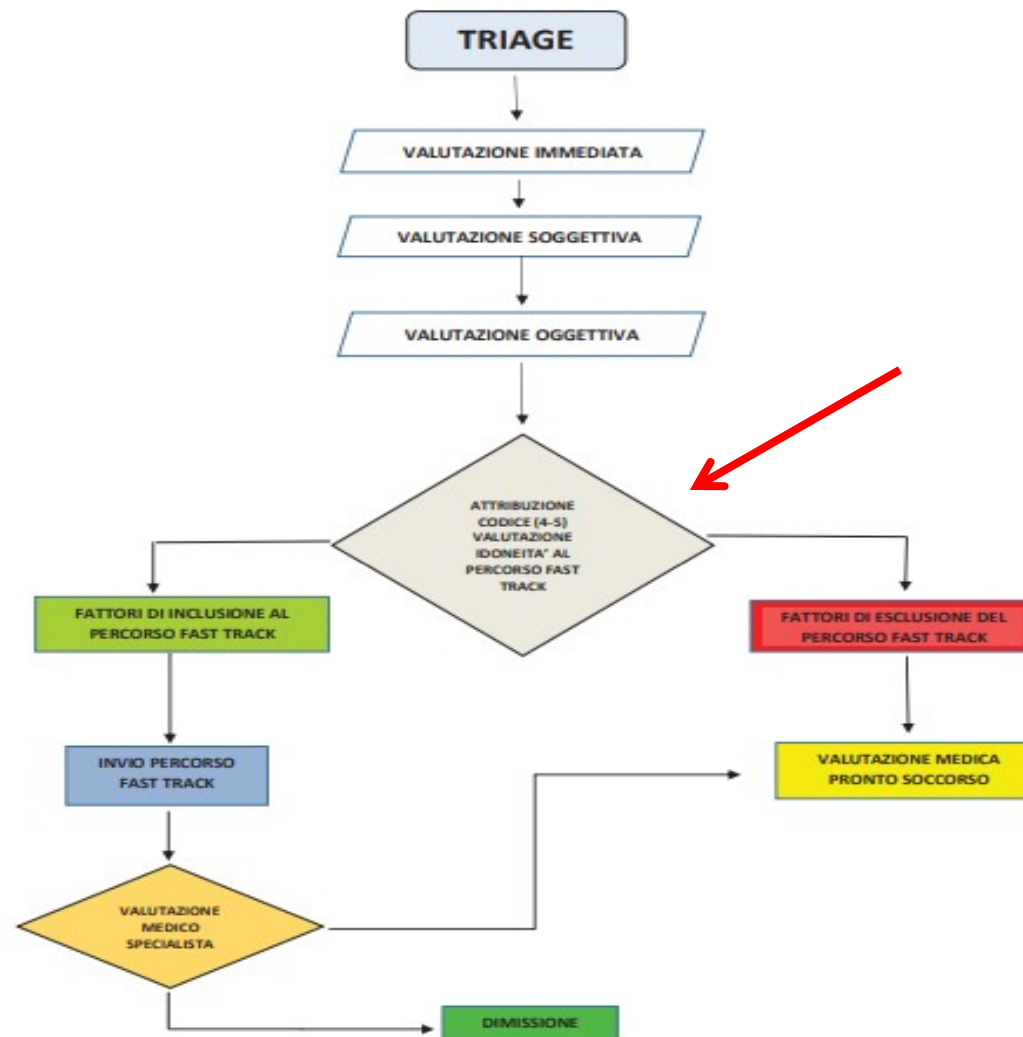 TRIAGE
VALUTAZIONE IMMEDIATA
VALUTAZIONE SOGGETTIVA
VALUTAZIONE OGGETTIVA
ATTRIBUZIONE
CODICE (4-5)
VALUTAZIONE
IDONEITA' AL
PERCORSO FAST
TRACK
FATTORI DI INCLUSIONE AL
PERCORSO FAST TRACK
FATTORI DI ESCLUSIONE DEL
PERCORSO FAST TRACK
INVIO PERCORSO
FAST TRACK
VALUTAZIONE MEDICA
PRONTO SOCCORSO
VALUTAZIONE
MEDICO
SPECIALISTA
DIMISSIONE